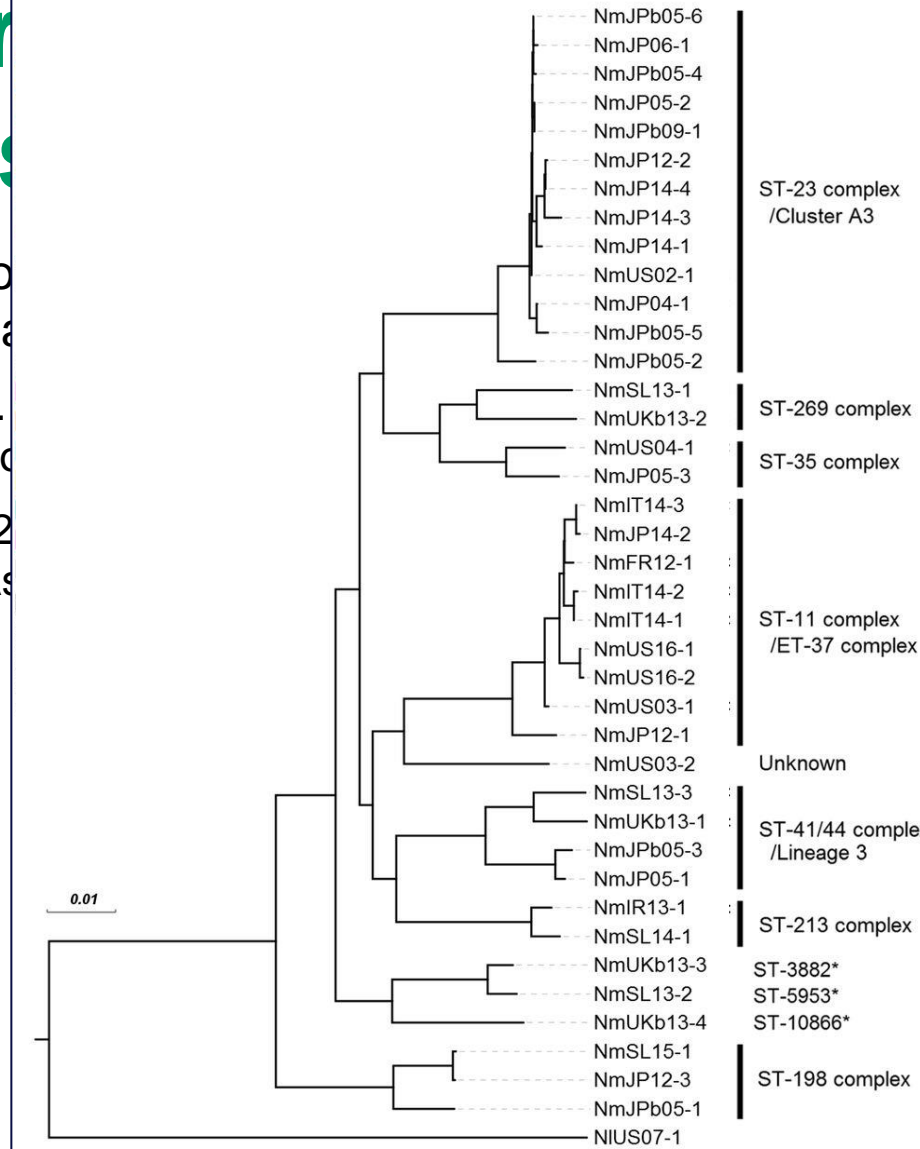 NmJPb05-6
NmJP06-1
NmJPb05-4
NmJP05-2
NmJPb09-1
NmJP12-2
NmJP14-4
NmJP14-3
NmJP14-1
NmUS02-1
NmJP04-1
NmJPb05-5
NmJPb05-2
ST-23 complex
/Cluster A3
NmSL13-1
NmUKb13-2
ST-269 complex
NmUS04-1
NmJP05-3
ST-35 complex
NmIT14-3
NmJP14-2
NmFR12-1
NmIT14-2
NmIT14-1
NmUS16-1
NmUS16-2
NmUS03-1
NmJP12-1
ST-11 complex
/ET-37 complex
NmUS03-2
Unknown
NmSL13-3
NmUKb13-1
NmJPb05-3
NmJP05-1
ST-41/44 comple
/Lineage 3
NmIR13-1
NmSL14-1
ST-213 complex
NmUKb13-3
ST-3882*
NmSL13-2
ST-5953*
NmUKb13-4
ST-10866*
NmSL15-1
NmJP12-3
NmJPb05-1
ST-198 complex
NlUS07-1
0.01